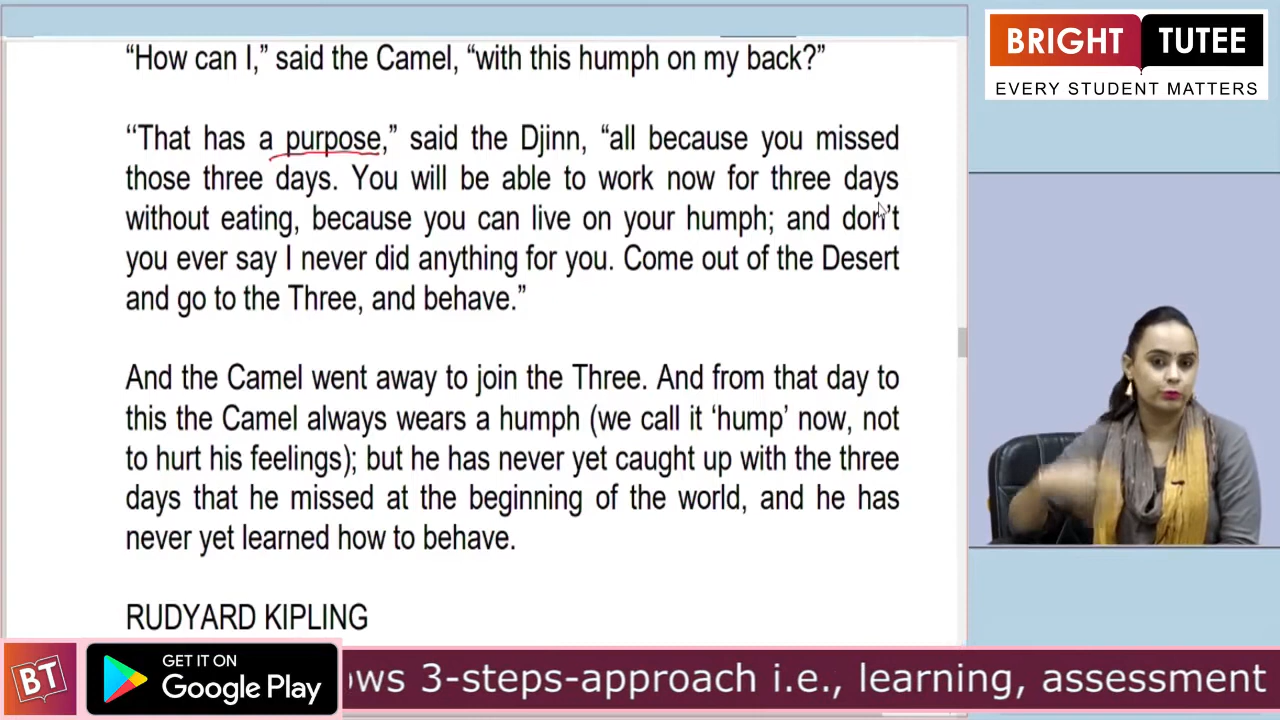 “How can I,” said the Camel, “with this humph on my back?”
“That has a purpose,” said the Djinn, “all because you missed
those three days. You will be able to work now for three days
without eating, because you can live on your humph; and don’t
you ever say I never did anything for you. Come out of the Desert
and go to the Three, and behave.”
And the Camel went away to join the Three. And from that day to
this the Camel always wears a humph (we call it ‘hump’ now, not
to hurt his feelings); but he has never yet caught up with the three
days that he missed at the beginning of the world, and he has
never yet learned how to behave.
RUDYARD KIPLING
BRIGHT TUTEE
EVERY STUDENT MATTERS
BT
GET IT ON
Google Play
3-steps-approach i.e., learning, assessment